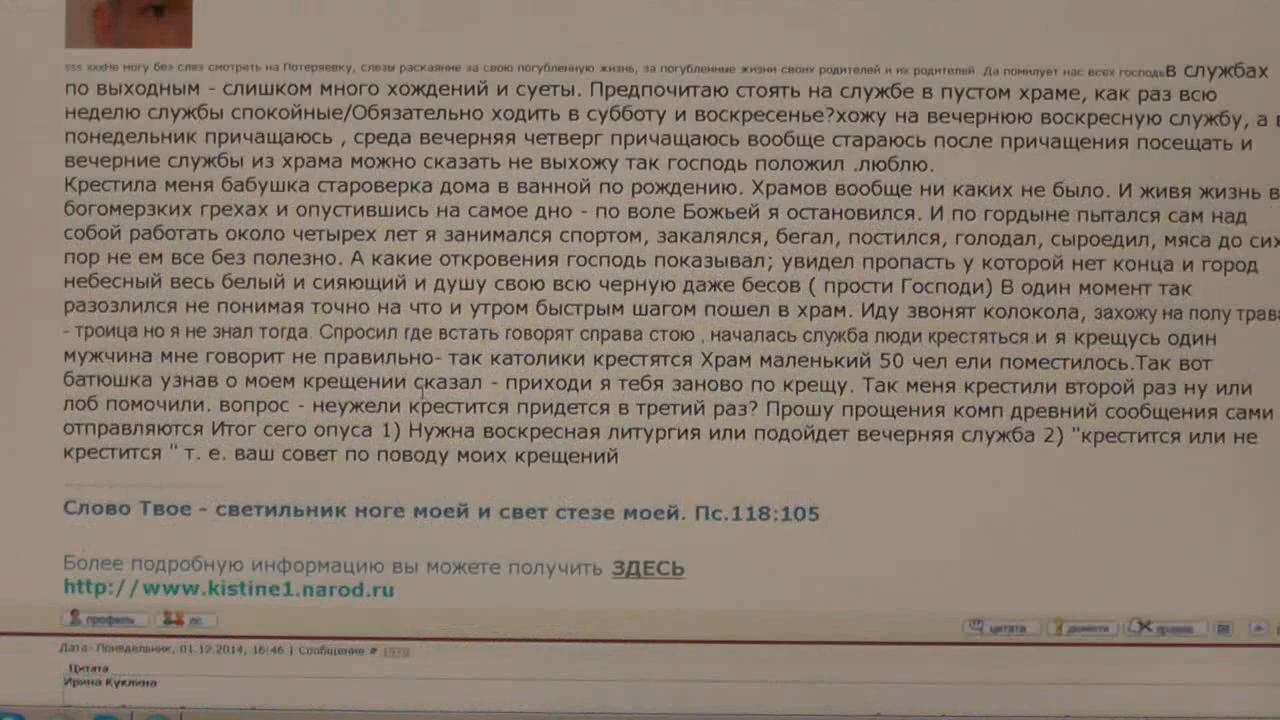 sss xxxНе могу без слез смотреть на Потеряевку, слезы раскаяние за свою погубленную жизнь, за погубленные жизни своих родителей и их родителей. Да помилует нас всех господьВ службах
по выходным - слишком много хождений и суеты. Предпочитаю стоять на службе в пустом храме, как раз всю
неделю службы спокойные/Обязательно ходить в субботу и воскресенье?хожу на вечернюю воскресную службу, а в
понедельник причащаюсь , среда вечерняя четверг причащаюсь вообще стараюсь после причащения посещать и
вечерние службы из храма можно сказать не выхожу так господь положил .люблю.
Крестила меня бабушка староверка дома в ванной по рождению. Храмов вообще ни каких не было. И живя жизнь в
богомерзких грехах и опустившись на самое дно - по воле Божьей я остановился. И по гордыне пытался сам над
собой работать около четырех лет я занимался спортом, закалялся, бегал, постился, голодал, сыроедил, мяса до сих
пор не ем все без полезно. А какие откровения господь показывал; увидел пропасть у которой нет конца и город
небесный весь белый и сияющий и душу свою всю черную даже бесов ( прости Господи) В один момент так
разозлился не понимая точно на что и утром быстрым шагом пошел в храм. Иду звонят колокола, захожу на полу трава
- троица но я не знал тогда. Спросил где встать говорят справа стою , началась служба люди крестяться.и я крещусь один
мужчина мне говорит не правильно- так католики крестятся Храм маленький 50 чел ели поместилось.Так вот
батюшка узнав о моем крещении сказал - приходи я тебя заново по крещу. Так меня крестили второй раз ну или
лоб помочили. вопрос - неужели крестится придется в третий раз? Прошу прощения комп древний сообщения сами
отправляются Итог сего опуса 1) Нужна воскресная литургия или подойдет вечерняя служба 2) "крестится или не
крестится " т. е. ваш совет по поводу моих крещений
Слово Твое - светильник ноге моей и свет стезе моей. Пс.118:105
Более подробную информацию вы можете получить ЗДЕСЬ
http://www.kistine1.narod.ru
профиль лс цитата
Дата: Понедельник, 01.12.2014, 16:46 | Сообщение #
Цитата
Ирина Куклина